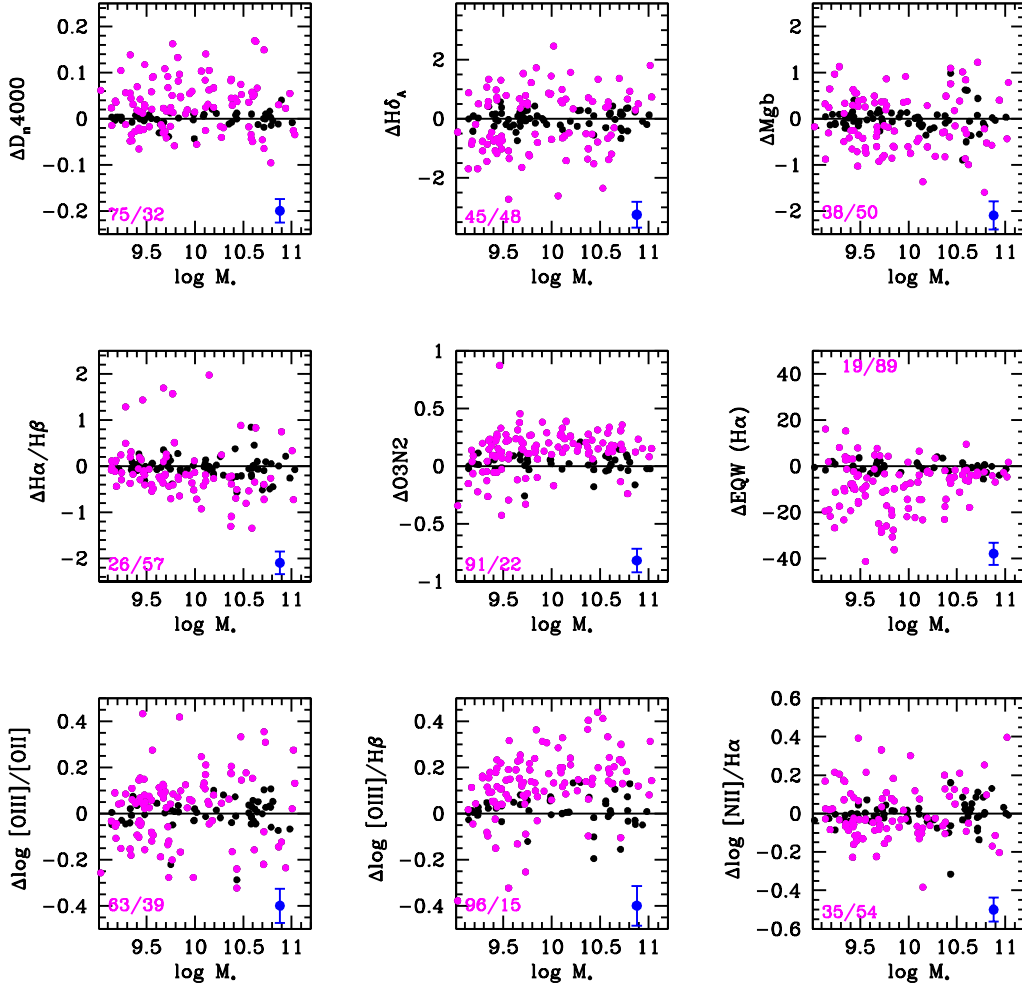 0.2
0.1
0
−0.1
−0.2
ΔDₙ4000
75/32
9.5 10 10.5 11
log M*
2
0
−2
ΔHδ_A
45/48
9.5 10 10.5 11
log M*
2
1
0
−1
−2
ΔMgb
38/50
9.5 10 10.5 11
log M*
2
1
0
−1
−2
ΔHα/Hβ
26/57
9.5 10 10.5 11
log M*
1
0.5
0
−0.5
−1
ΔO3N2
91/22
9.5 10 10.5 11
log M*
40
20
0
−20
−40
ΔEQW (Hα)
19/89
9.5 10 10.5 11
log M*
0.4
0.2
0
−0.2
−0.4
Δlog [OIII]/[OII]
63/39
9.5 10 10.5 11
log M*
0.4
0.2
0
−0.2
−0.4
Δlog [OIII]/Hβ
96/15
9.5 10 10.5 11
log M*
0.6
0.4
0.2
0
−0.2
−0.4
−0.6
Δlog [NII]/Hα
35/54
9.5 10 10.5 11
log M*